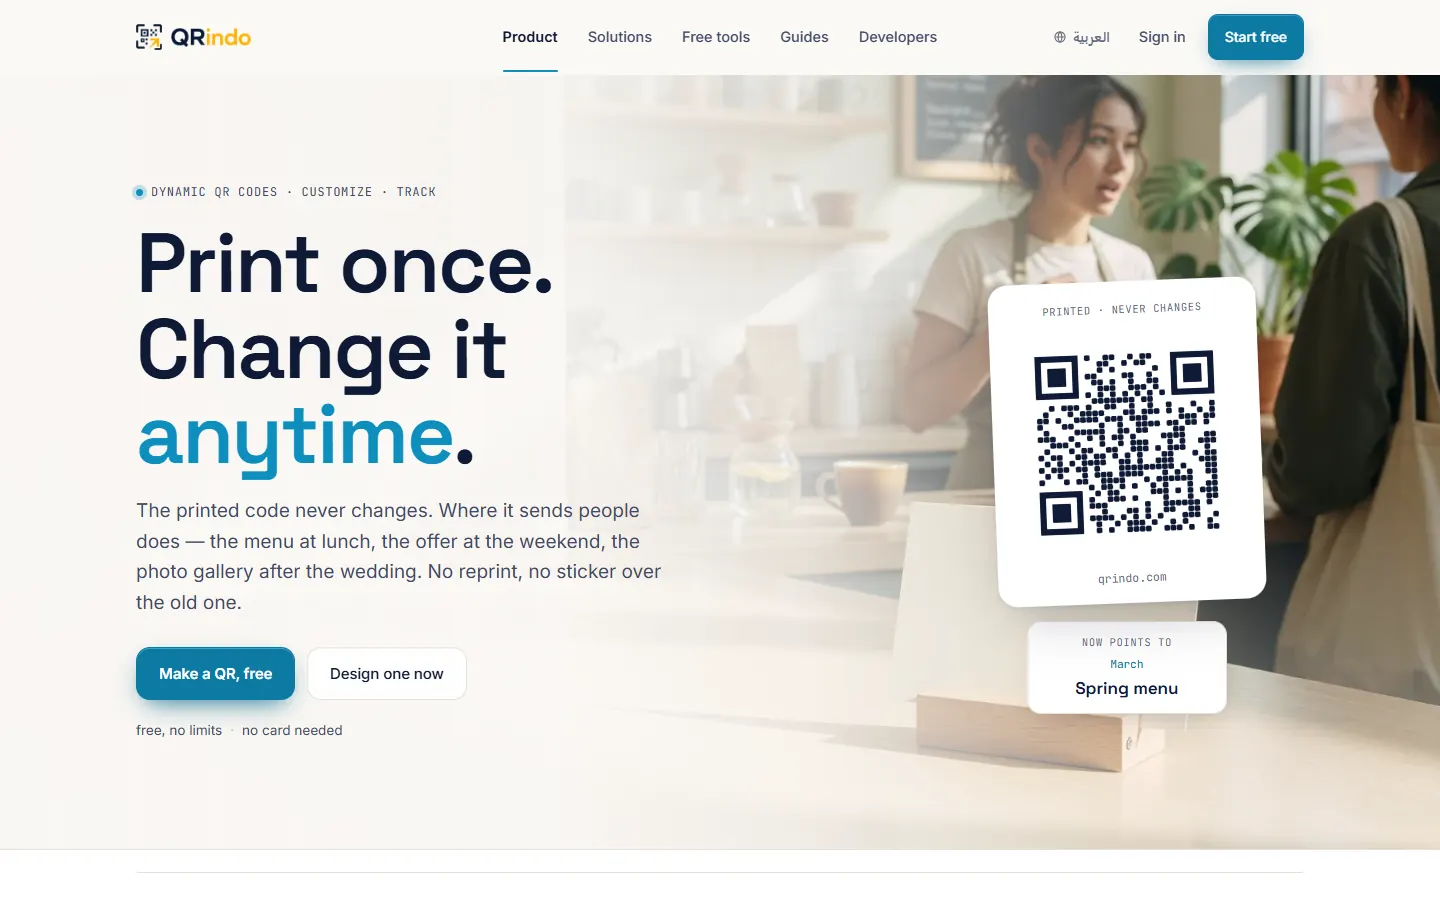 QRindo
Product
Solutions
Free tools
Guides
Developers
العربية
Sign in
Start free
DYNAMIC QR CODES · CUSTOMIZE · TRACK
Print once.
Change it
anytime.
The printed code never changes. Where it sends people
does — the menu at lunch, the offer at the weekend, the
photo gallery after the wedding. No reprint, no sticker over
the old one.
Make a QR, free
Design one now
free, no limits · no card needed
PRINTED · NEVER CHANGES
qrindo.com
NOW POINTS TO
March
Spring menu